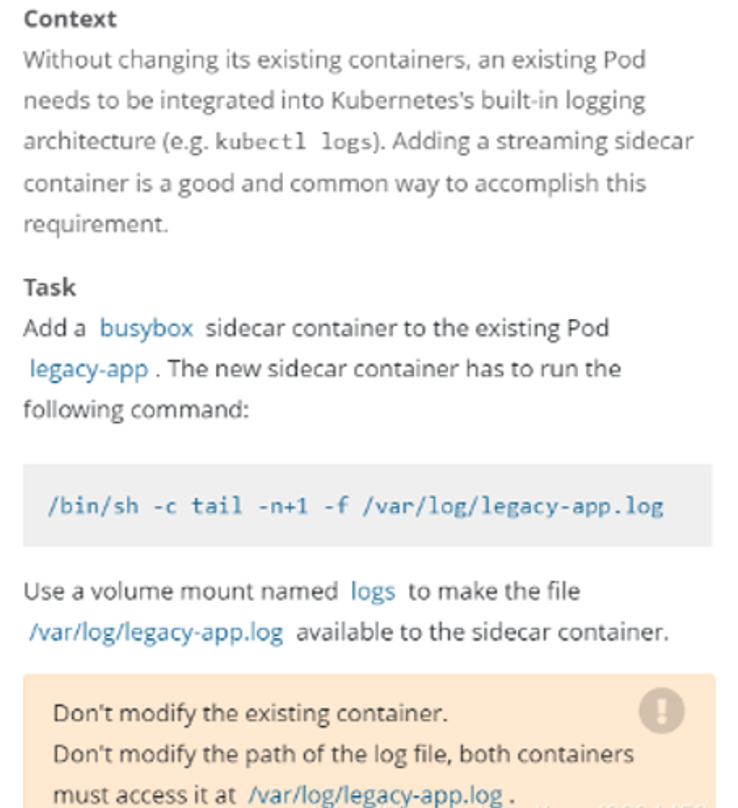 Context
Without changing its existing containers, an existing Pod
needs to be integrated into Kubernetes's built-in logging
architecture (e.g. kubectl logs). Adding a streaming sidecar
container is a good and common way to accomplish this
requirement.
Task
Add a busybox sidecar container to the existing Pod
legacy-app . The new sidecar container has to run the
following command:
/bin/sh -c tail -n+1 -f /var/log/legacy-app.log
Use a volume mount named logs to make the file
/var/log/legacy-app.log available to the sidecar container.
Don't modify the existing container.
Don't modify the path of the log file, both containers
must access it at /var/log/legacy-app.log .